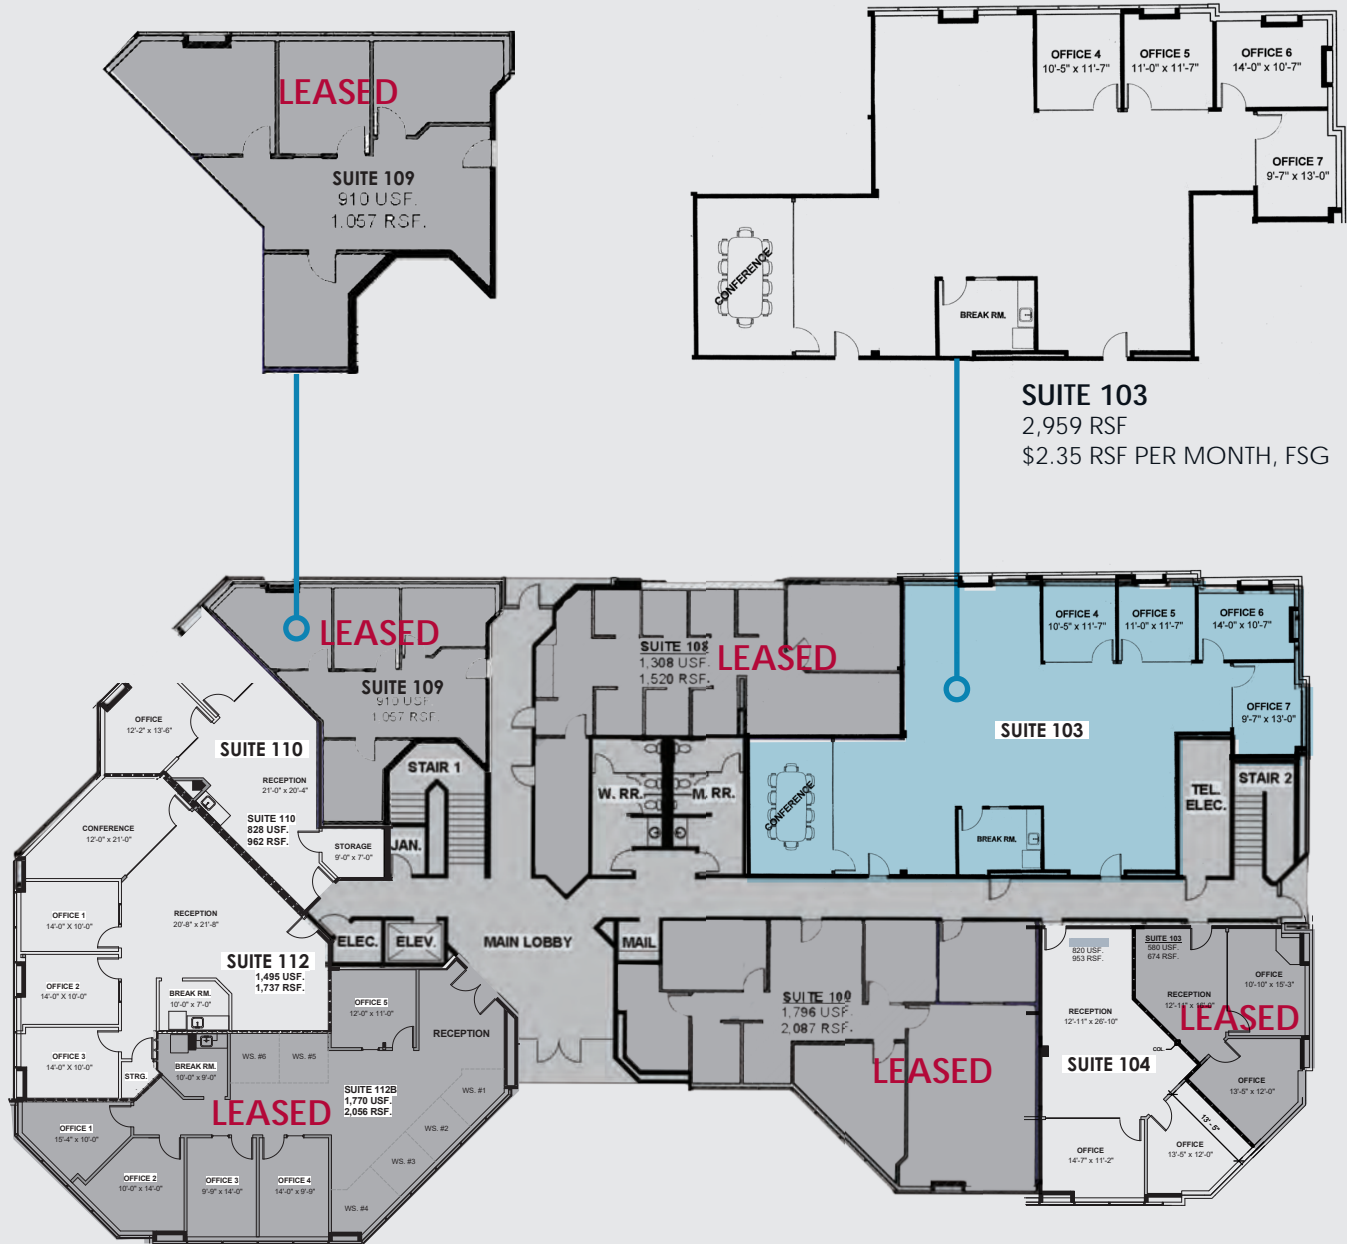 LEASED
SUITE 109
910 USF.
1.057 RSF.
OFFICE 4
10'-5" x 11'-7"
OFFICE 5
11'-0" x 11'-7"
OFFICE 6
14'-0" x 10'-7"
OFFICE 7
9'-7" x 13'-0"
CONFERENCE
BREAK RM.
SUITE 103
2,959 RSF
$2.35 RSF PER MONTH, FSG
LEASED
SUITE 109
910 USF
1.057 RSF.
SUITE 108
1,308 USF.
1,520 RSF.
LEASED
OFFICE 4
10'-5" x 11'-7"
OFFICE 5
11'-0" x 11'-7"
OFFICE 6
14'-0" x 10'-7"
OFFICE 7
9'-7" x 13'-0"
SUITE 103
CONFERENCE
BREAK RM.
TEL.
ELEC.
STAIR 2
OFFICE
12'-2" x 13'-6"
SUITE 110
RECEPTION
21'-0" x 20'-4"
SUITE 110
828 USF.
962 RSF.
STAIR 1
W. RR.
M. RR.
CONFERENCE
12'-0" x 21'-0"
STORAGE
9'-0" x 7'-0"
JAN.
OFFICE 1
14'-0" X 10'-0"
RECEPTION
20'-8" x 21'-8"
ELEC.
ELEV.
MAIN LOBBY
MAIL
SUITE 112
1,495 USF.
1,737 RSF.
OFFICE 2
14'-0" X 10'-0"
BREAK RM.
10'-0" x 7'-0"
OFFICE 5
12'-0" x 11'-0"
RECEPTION
OFFICE 3
14'-0" X 10'-0"
STRG.
BREAK RM.
10'-0" x 9'-0"
WS. #6
WS. #5
SUITE 112B
1,770 USF.
2,056 RSF.
WS. #1
WS. #2
WS. #3
WS. #4
LEASED
OFFICE 1
15'-4" x 10'-0"
OFFICE 2
10'-0" x 14'-0"
OFFICE 3
9'-9" x 14'-0"
OFFICE 4
14'-0" x 9'-9"
SUITE 100
1,796 USF.
2,087 RSF.
LEASED
820 USF.
953 RSF.
RECEPTION
12'-11" x 26'-10"
SUITE 104
COL.
OFFICE
14'-7" x 11'-2"
OFFICE
13'-5" x 12'-0"
13'-5"
SUITE 103
580 USF.
674 RSF.
OFFICE
10'-10" x 15'-3"
RECEPTION
LEASED
OFFICE
13'-5" x 12'-0"